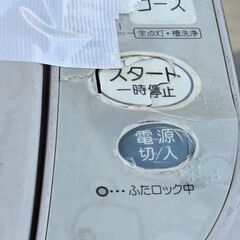 コース
全点灯・槽洗浄
スタート
一時停止
電源
切/入
ふたロック中